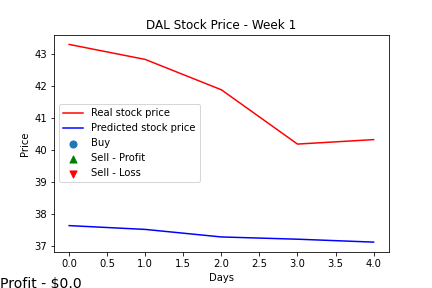 DAL Stock Price - Week 1
Price
43
42
41
40
39
38
37
Real stock price
Predicted stock price
Buy
Sell - Profit
Sell - Loss
0.0 0.5 1.0 1.5 2.0 2.5 3.0 3.5 4.0
Days
Profit - $0.0